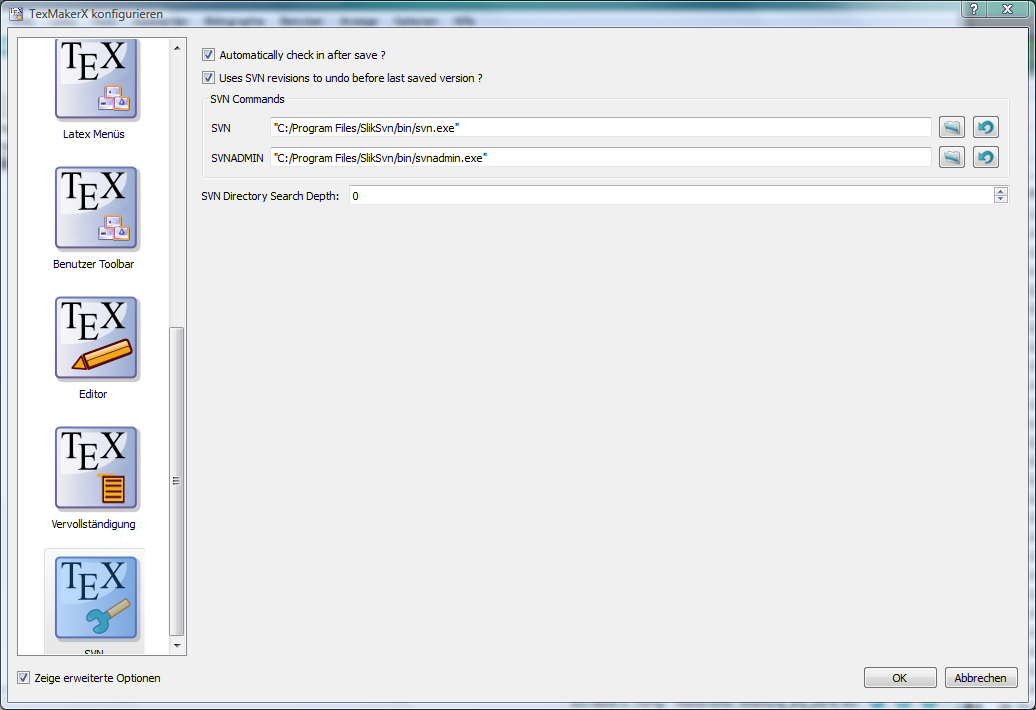 TexMakerX konfigurieren
TEX
Latex Menüs
TEX
Benutzer Toolbar
TEX
Editor
TEX
Vervollständigung
TEX
SVN
Automatically check in after save ?
Uses SVN revisions to undo before last saved version ?
SVN Commands
SVN "C:/Program Files/SlikSvn/bin/svn.exe"
SVNADMIN "C:/Program Files/SlikSvn/bin/svnadmin.exe"
SVN Directory Search Depth: 0
Zeige erweiterte Optionen
OK Abbrechen